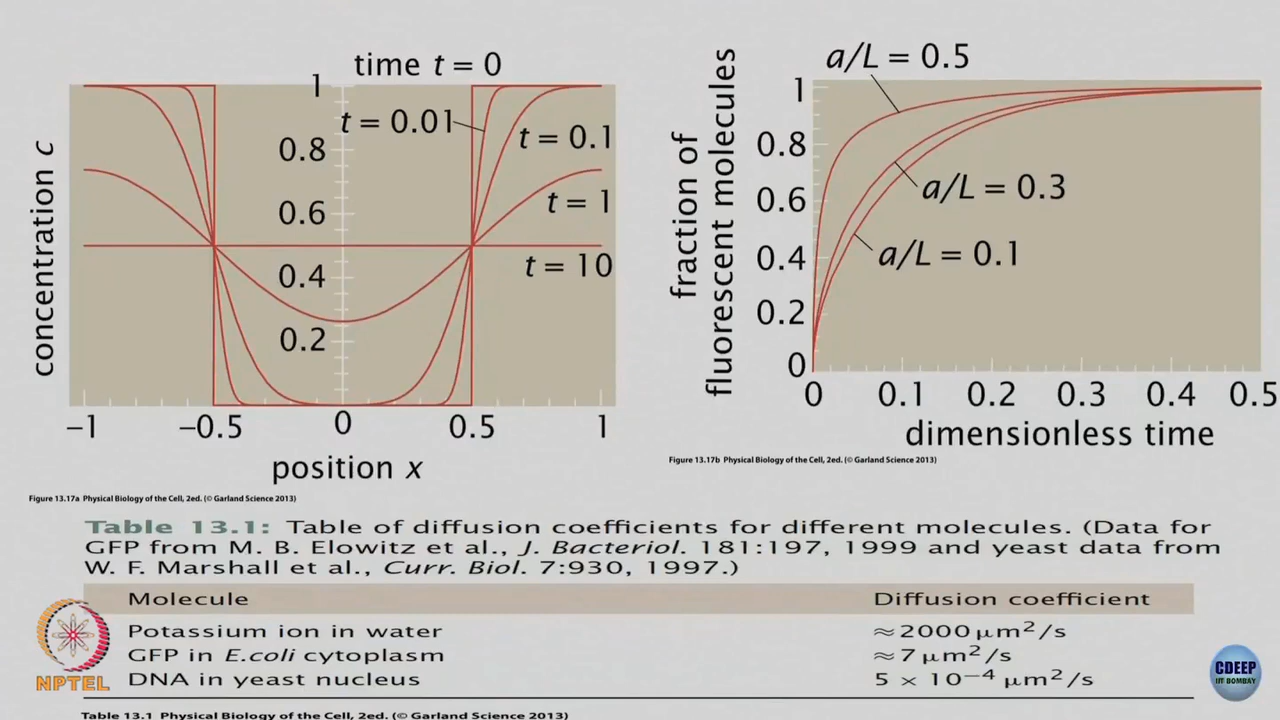 time t = 0
1
t = 0.01
t = 0.1
0.8
t = 1
0.6
t = 10
0.4
0.2
concentration c
−1 −0.5 0 0.5 1
position x
Figure 13.17a Physical Biology of the Cell, 2ed. (© Garland Science 2013)
a/L = 0.5
1
0.8
a/L = 0.3
0.6
a/L = 0.1
0.4
0.2
0
fraction of
fluorescent molecules
0 0.1 0.2 0.3 0.4 0.5
dimensionless time
Figure 13.17b Physical Biology of the Cell, 2ed. (© Garland Science 2013)
Table 13.1: Table of diffusion coefficients for different molecules. (Data for
GFP from M. B. Elowitz et al., J. Bacteriol. 181:197, 1999 and yeast data from
W. F. Marshall et al., Curr. Biol. 7:930, 1997.)
Molecule Diffusion coefficient
Potassium ion in water ≈2000 μm²/s
GFP in E.coli cytoplasm ≈7 μm²/s
DNA in yeast nucleus 5 × 10⁻⁴ μm²/s
Table 13.1 Physical Biology of the Cell, 2ed. (© Garland Science 2013)
NPTEL
CDEEP
IIT BOMBAY